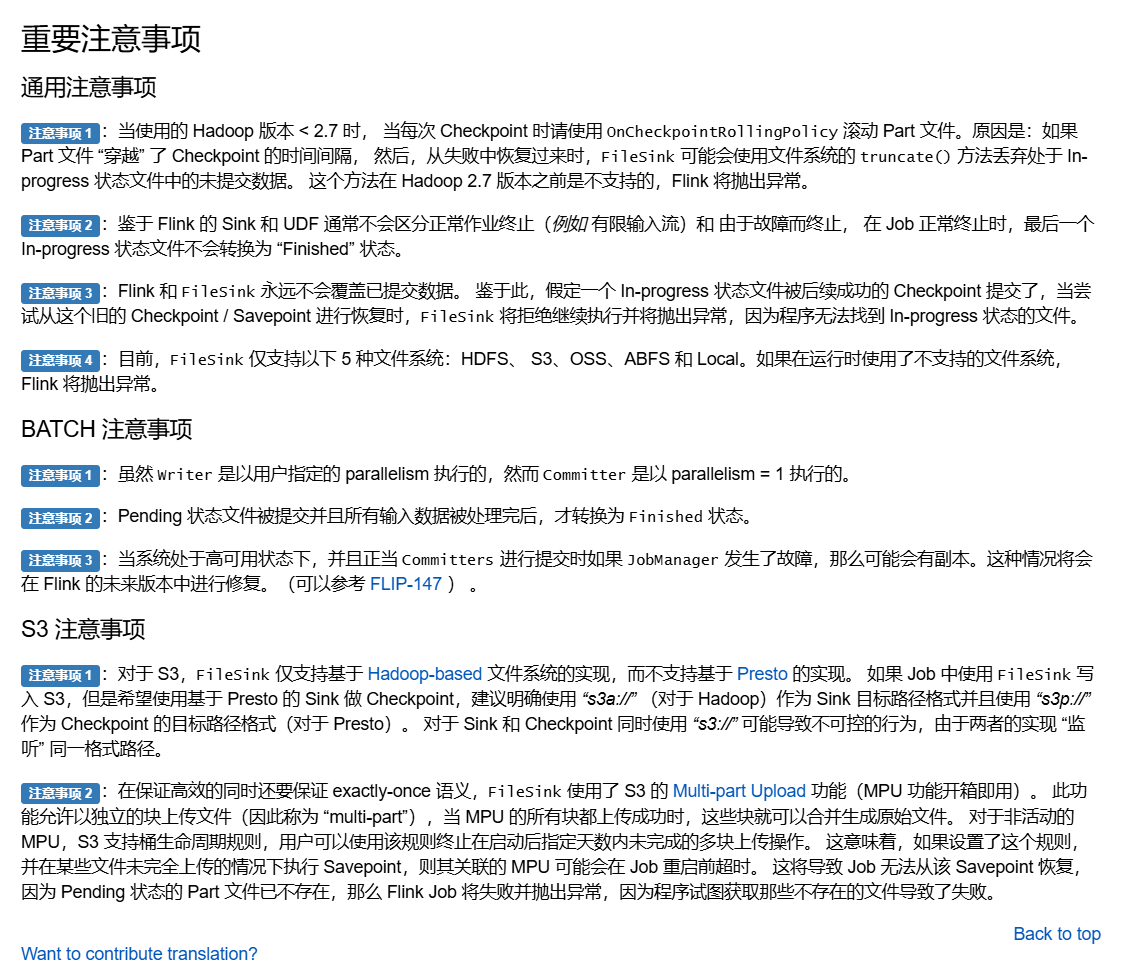 重要注意事项
通用注意事项
注意事项 1 ：当使用的 Hadoop 版本 < 2.7 时， 当每次 Checkpoint 时请使用 OnCheckpointRollingPolicy 滚动 Part 文件。原因是：如果
Part 文件 “穿越” 了 Checkpoint 的时间间隔， 然后，从失败中恢复过来时，FileSink 可能会使用文件系统的 truncate() 方法丢弃处于 In-
progress 状态文件中的未提交数据。 这个方法在 Hadoop 2.7 版本之前是不支持的，Flink 将抛出异常。
注意事项 2 ：鉴于 Flink 的 Sink 和 UDF 通常不会区分正常作业终止（例如 有限输入流）和 由于故障而终止， 在 Job 正常终止时，最后一个
In-progress 状态文件不会转换为 “Finished” 状态。
注意事项 3 ：Flink 和 FileSink 永远不会覆盖已提交数据。 鉴于此，假定一个 In-progress 状态文件被后续成功的 Checkpoint 提交了，当尝
试从这个旧的 Checkpoint / Savepoint 进行恢复时，FileSink 将拒绝继续执行并将抛出异常，因为程序无法找到 In-progress 状态的文件。
注意事项 4 ：目前，FileSink 仅支持以下 5 种文件系统：HDFS、 S3、OSS、ABFS 和 Local。如果在运行时使用了不支持的文件系统，
Flink 将抛出异常。
BATCH 注意事项
注意事项 1 ：虽然 Writer 是以用户指定的 parallelism 执行的，然而 Committer 是以 parallelism = 1 执行的。
注意事项 2 ：Pending 状态文件被提交并且所有输入数据被处理完后，才转换为 Finished 状态。
注意事项 3 ：当系统处于高可用状态下，并且正当 Committers 进行提交时如果 JobManager 发生了故障，那么可能会有副本。这种情况将会
在 Flink 的未来版本中进行修复。（可以参考 FLIP-147 ） 。
S3 注意事项
注意事项 1 ：对于 S3，FileSink 仅支持基于 Hadoop-based 文件系统的实现，而不支持基于 Presto 的实现。 如果 Job 中使用 FileSink 写
入 S3，但是希望使用基于 Presto 的 Sink 做 Checkpoint，建议明确使用 “s3a://” （对于 Hadoop）作为 Sink 目标路径格式并且使用 “s3p://”
作为 Checkpoint 的目标路径格式（对于 Presto）。 对于 Sink 和 Checkpoint 同时使用 “s3://” 可能导致不可控的行为，由于两者的实现 “监
听” 同一格式路径。
注意事项 2 ：在保证高效的同时还要保证 exactly-once 语义，FileSink 使用了 S3 的 Multi-part Upload 功能（MPU 功能开箱即用）。 此功
能允许以独立的块上传文件（因此称为 “multi-part”），当 MPU 的所有块都上传成功时，这些块就可以合并生成原始文件。 对于非活动的
MPU，S3 支持桶生命周期规则，用户可以使用该规则终止在启动后指定天数内未完成的多块上传操作。 这意味着，如果设置了这个规则，
并在某些文件未完全上传的情况下执行 Savepoint，则其关联的 MPU 可能会在 Job 重启前超时。 这将导致 Job 无法从该 Savepoint 恢复，
因为 Pending 状态的 Part 文件已不存在，那么 Flink Job 将失败并抛出异常，因为程序试图获取那些不存在的文件导致了失败。
Back to top
Want to contribute translation?